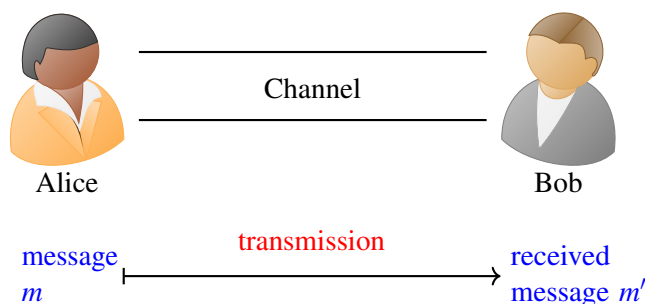 Channel
Alice
Bob
transmission
message
m
received
message m′